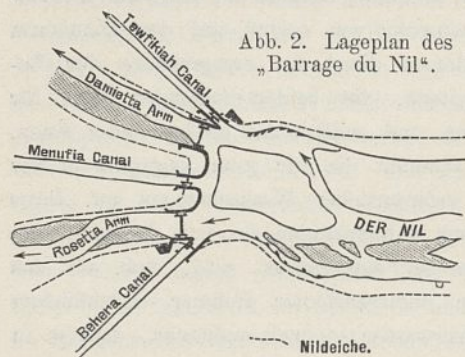 Abb. 2. Lageplan des
„Barrage du Nil“.
Tewfikiah Canal
Damietta Arm
Menufia Canal
Rosetta Arm
Beheria Canal
DER NIL
Nildeiche.